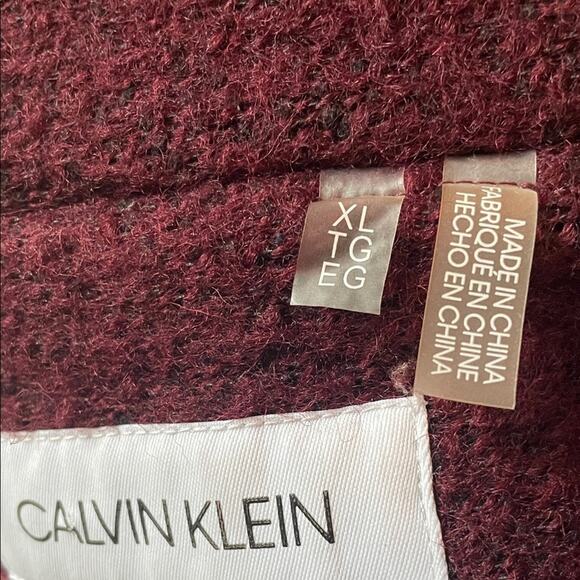 XL
TG
EG
MADE IN CHINA
FABRIQUÉ EN CHINE
HECHO EN CHINA
CALVIN KLEIN